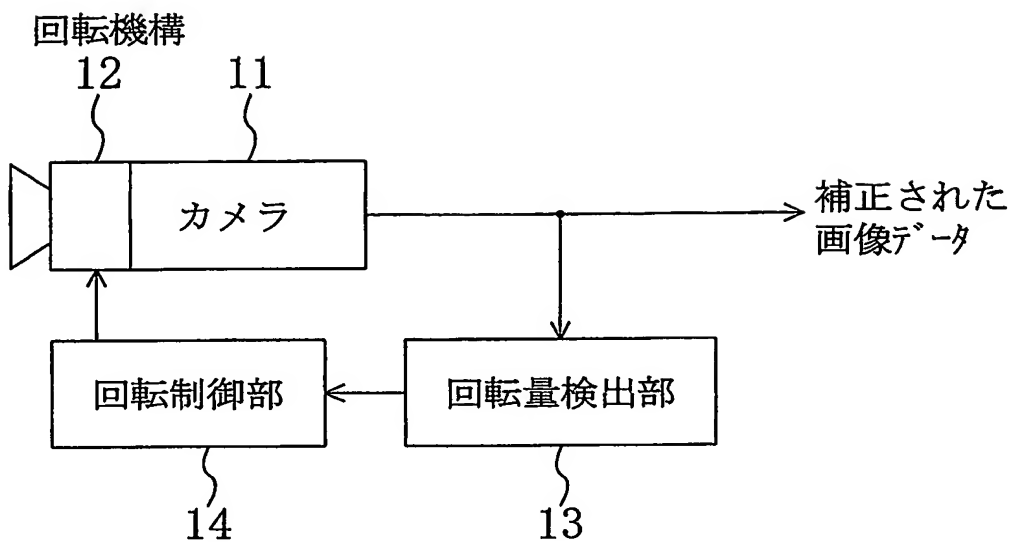 回転機構
12
11
カメラ
補正された
画像データ
回転制御部
回転量検出部
14
13